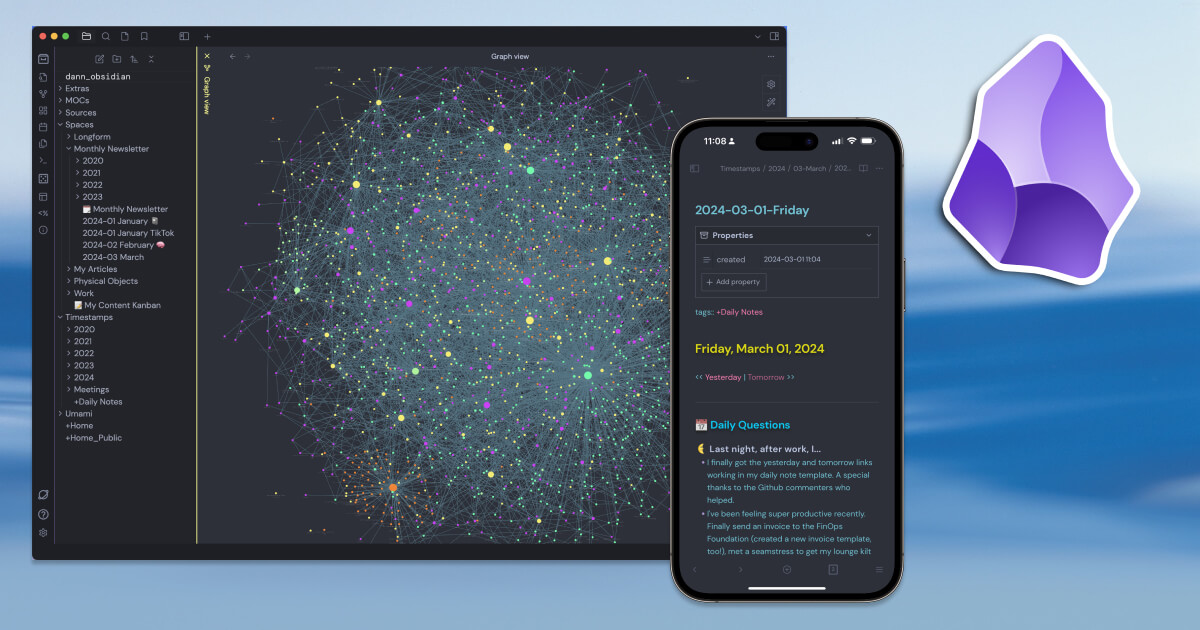 Graph view
dann_obsidian
Extras
MOCs
Sources
Spaces
Longform
Monthly Newsletter
2020
2021
2022
2023
🗓️ Monthly Newsletter
2024-01 January
2024-01 January TikTok
2024-02 February 🧠
2024-03 March
My Articles
Physical Objects
Work
📝 My Content Kanban
Timestamps
2020
2021
2022
2023
2024
Meetings
+Daily Notes
Umami
+Home
+Home_Public
Graph view
11:08
Timestamps / 2024 / 03-March / 202...
2024-03-01-Friday
Properties
created 2024-03-01 11:04
+ Add property
tags:: +Daily Notes
Friday, March 01, 2024
<< Yesterday | Tomorrow >>
📅 Daily Questions
🌜 Last night, after work, I...
• I finally got the yesterday and tomorrow links
working in my daily note template. A special
thanks to the Github commenters who
helped.
• I've been feeling super productive recently.
Finally send an invoice to the FinOps
Foundation (created a new invoice template,
too!), met a seamstress to get my lounge kilt